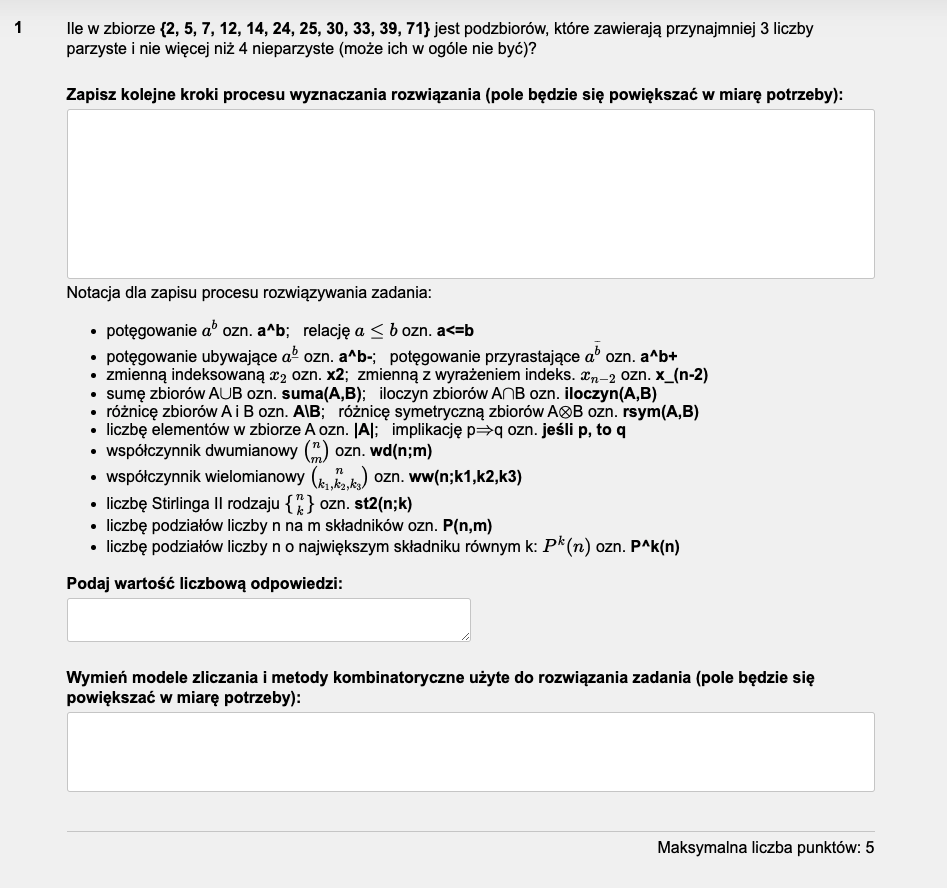 1
Ile w zbiorze {2, 5, 7, 12, 14, 24, 25, 30, 33, 39, 71} jest podzbiorów, które zawierają przynajmniej 3 liczby
parzyste i nie więcej niż 4 nieparzyste (może ich w ogóle nie być)?
Zapisz kolejne kroki procesu wyznaczania rozwiązania (pole będzie się powiększać w miarę potrzeby):
Notacja dla zapisu procesu rozwiązywania zadania:
• potęgowanie a^b ozn. a^b; relację a ≤ b ozn. a<=b
• potęgowanie ubywające a^{\underline{b}} ozn. a^b-; potęgowanie przyrastające a^{\overline{b}} ozn. a^b+
• zmienną indeksowaną x_2 ozn. x2; zmienną z wyrażeniem indeks. x_{n-2} ozn. x_(n-2)
• sumę zbiorów A∪B ozn. suma(A,B); iloczyn zbiorów A∩B ozn. iloczyn(A,B)
• różnicę zbiorów A i B ozn. A\B; różnicę symetryczną zbiorów A⊗B ozn. rsym(A,B)
• liczbę elementów w zbiorze A ozn. |A|; implikację p⇒q ozn. jeśli p, to q
• współczynnik dwumianowy \binom{n}{m} ozn. wd(n;m)
• współczynnik wielomianowy \binom{n}{k_1,k_2,k_3} ozn. ww(n;k1,k2,k3)
• liczbę Stirlinga II rodzaju {n \brace k} ozn. st2(n;k)
• liczbę podziałów liczby n na m składników ozn. P(n,m)
• liczbę podziałów liczby n o największym składniku równym k: P^k(n) ozn. P^k(n)
Podaj wartość liczbową odpowiedzi:
Wymień modele zliczania i metody kombinatoryczne użyte do rozwiązania zadania (pole będzie się
powiększać w miarę potrzeby):
Maksymalna liczba punktów: 5